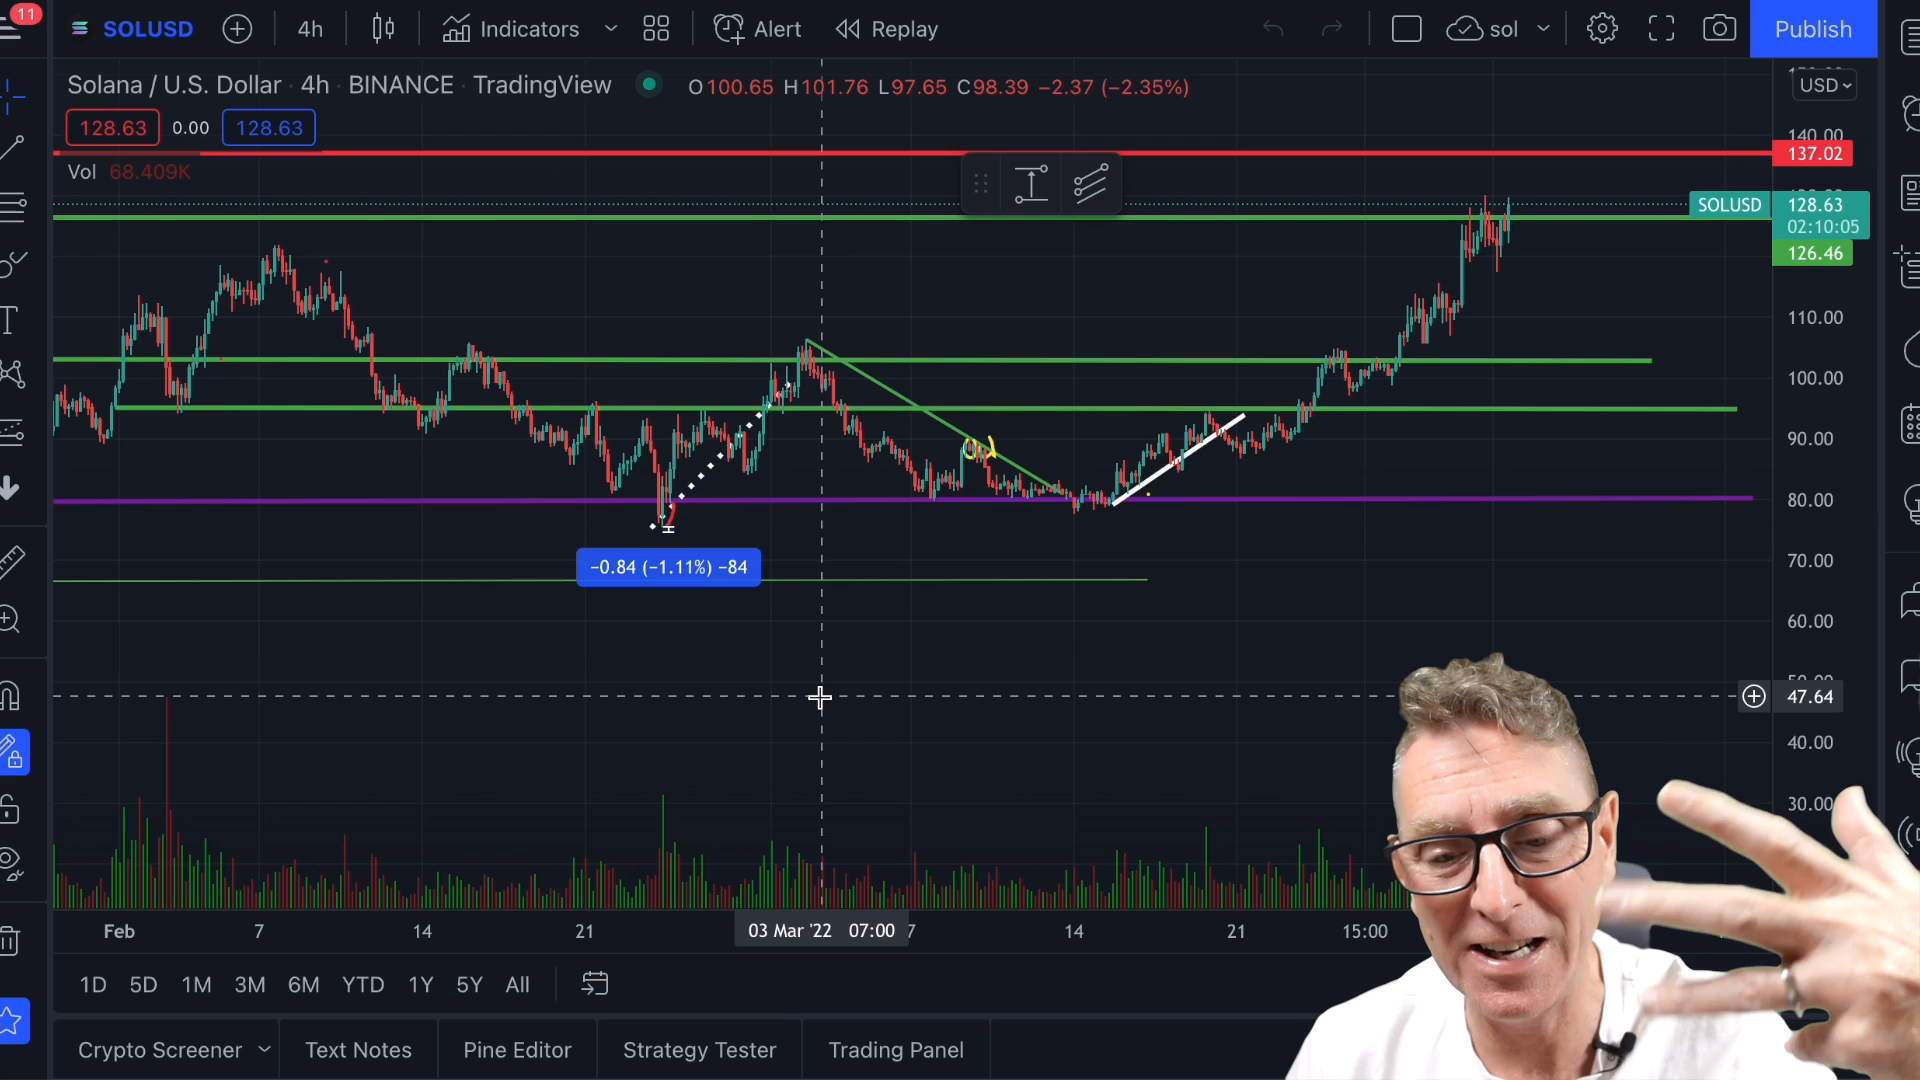 11
SOLUSD
4h
Indicators
Alert
Replay
sol
Publish
Solana / U.S. Dollar · 4h · BINANCE · TradingView
O100.65 H101.76 L97.65 C98.39 −2.37 (−2.35%)
USD
128.63 0.00 128.63
140.00
137.02
Vol 68.409K
SOLUSD 128.63
02:10:05
126.46
110.00
100.00
90.00
80.00
−0.84 (−1.11%) −84
70.00
60.00
47.64
40.00
30.00
Feb 7 14 21 03 Mar '22 07:00 7 14 21 15:00
1D 5D 1M 3M 6M YTD 1Y 5Y All
Crypto Screener Text Notes Pine Editor Strategy Tester Trading Panel